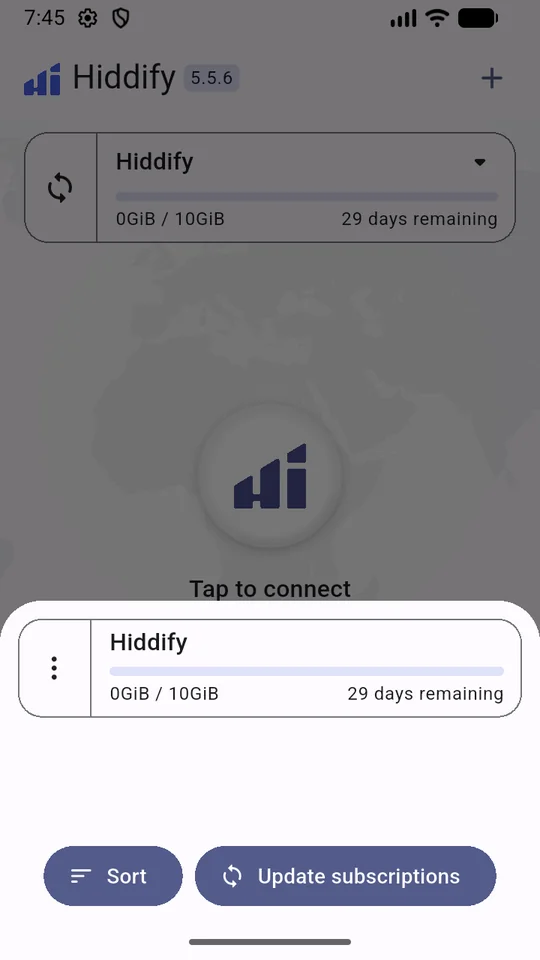 7:45
Hiddify 5.5.6
Hiddify
0GiB / 10GiB 29 days remaining
Tap to connect
Hiddify
0GiB / 10GiB 29 days remaining
Sort Update subscriptions